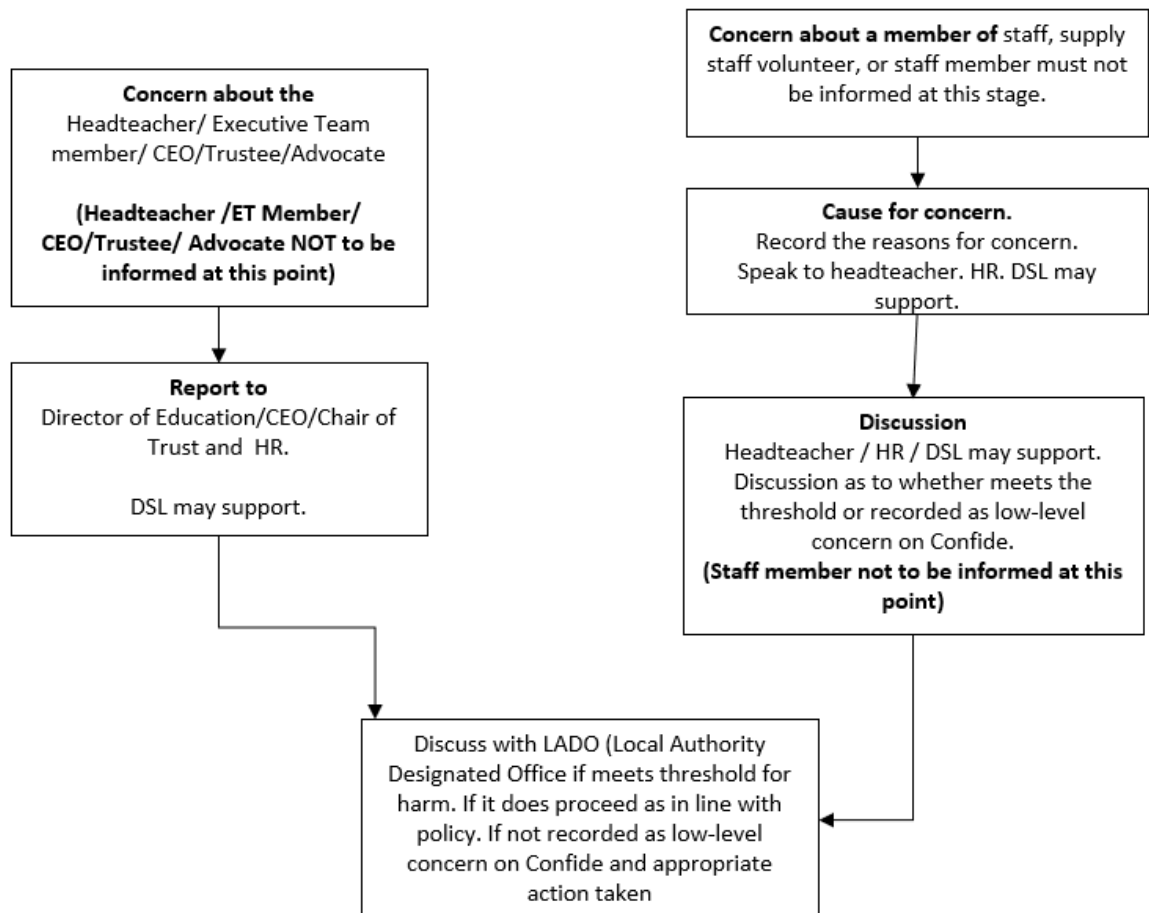 Concern about the
Headteacher/ Executive Team
member/ CEO/Trustee/Advocate
(Headteacher /ET Member/
CEO/Trustee/ Advocate NOT to be
informed at this point)
Report to
Director of Education/CEO/Chair of
Trust and  HR.
DSL may support.
Concern about a member of staff, supply
staff volunteer, or staff member must not
be informed at this stage.
Cause for concern.
Record the reasons for concern.
Speak to headteacher. HR. DSL may
support.
Discussion
Headteacher / HR / DSL may support.
Discussion as to whether meets the
threshold or recorded as low-level
concern on Confide.
(Staff member not to be informed at this
point)
Discuss with LADO (Local Authority
Designated Office if meets threshold for
harm. If it does proceed as in line with
policy. If not recorded as low-level
concern on Confide and appropriate
action taken